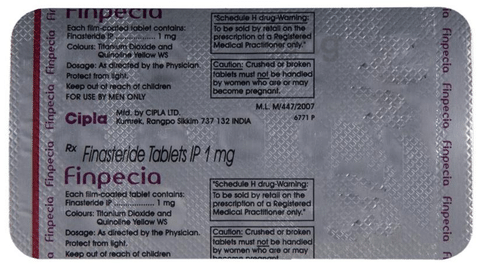 Finpecia
Each film-coated tablet contains:
Finasteride IP ................ 1 mg
Colours: Titanium Dioxide and
Quinoline Yellow WS
Dosage: As directed by the Physician.
Protect from light.
Keep out of reach of children
FOR USE BY MEN ONLY
"Schedule H drug-Warning:
To be sold by retail on the
prescription of a Registered
Medical Practitioner only."
Caution: Crushed or broken
tablets must not be handled
by women who are or may
become pregnant.
M.L. M/447/2007
Cipla
Mfd. by CIPLA LTD.
Kumrek, Rangpo Sikkim 737 132 INDIA
6771 P
Rx Finasteride Tablets IP 1 mg
Finpecia
Each film-coated tablet contains:
Finasteride IP ................ 1 mg
Colours: Titanium Dioxide and
Quinoline Yellow WS
Dosage: As directed by the Physician.
Protect from light.
Keep out of reach of children
"Schedule H drug-Warning:
To be sold by retail on the
prescription of a Registered
Medical Practitioner only."
Caution: Crushed or broken
tablets must not be handled
by women who are or may
Finpecia Finpecia Finpecia Finpecia
Finpecia Finpecia Finpecia Finpecia